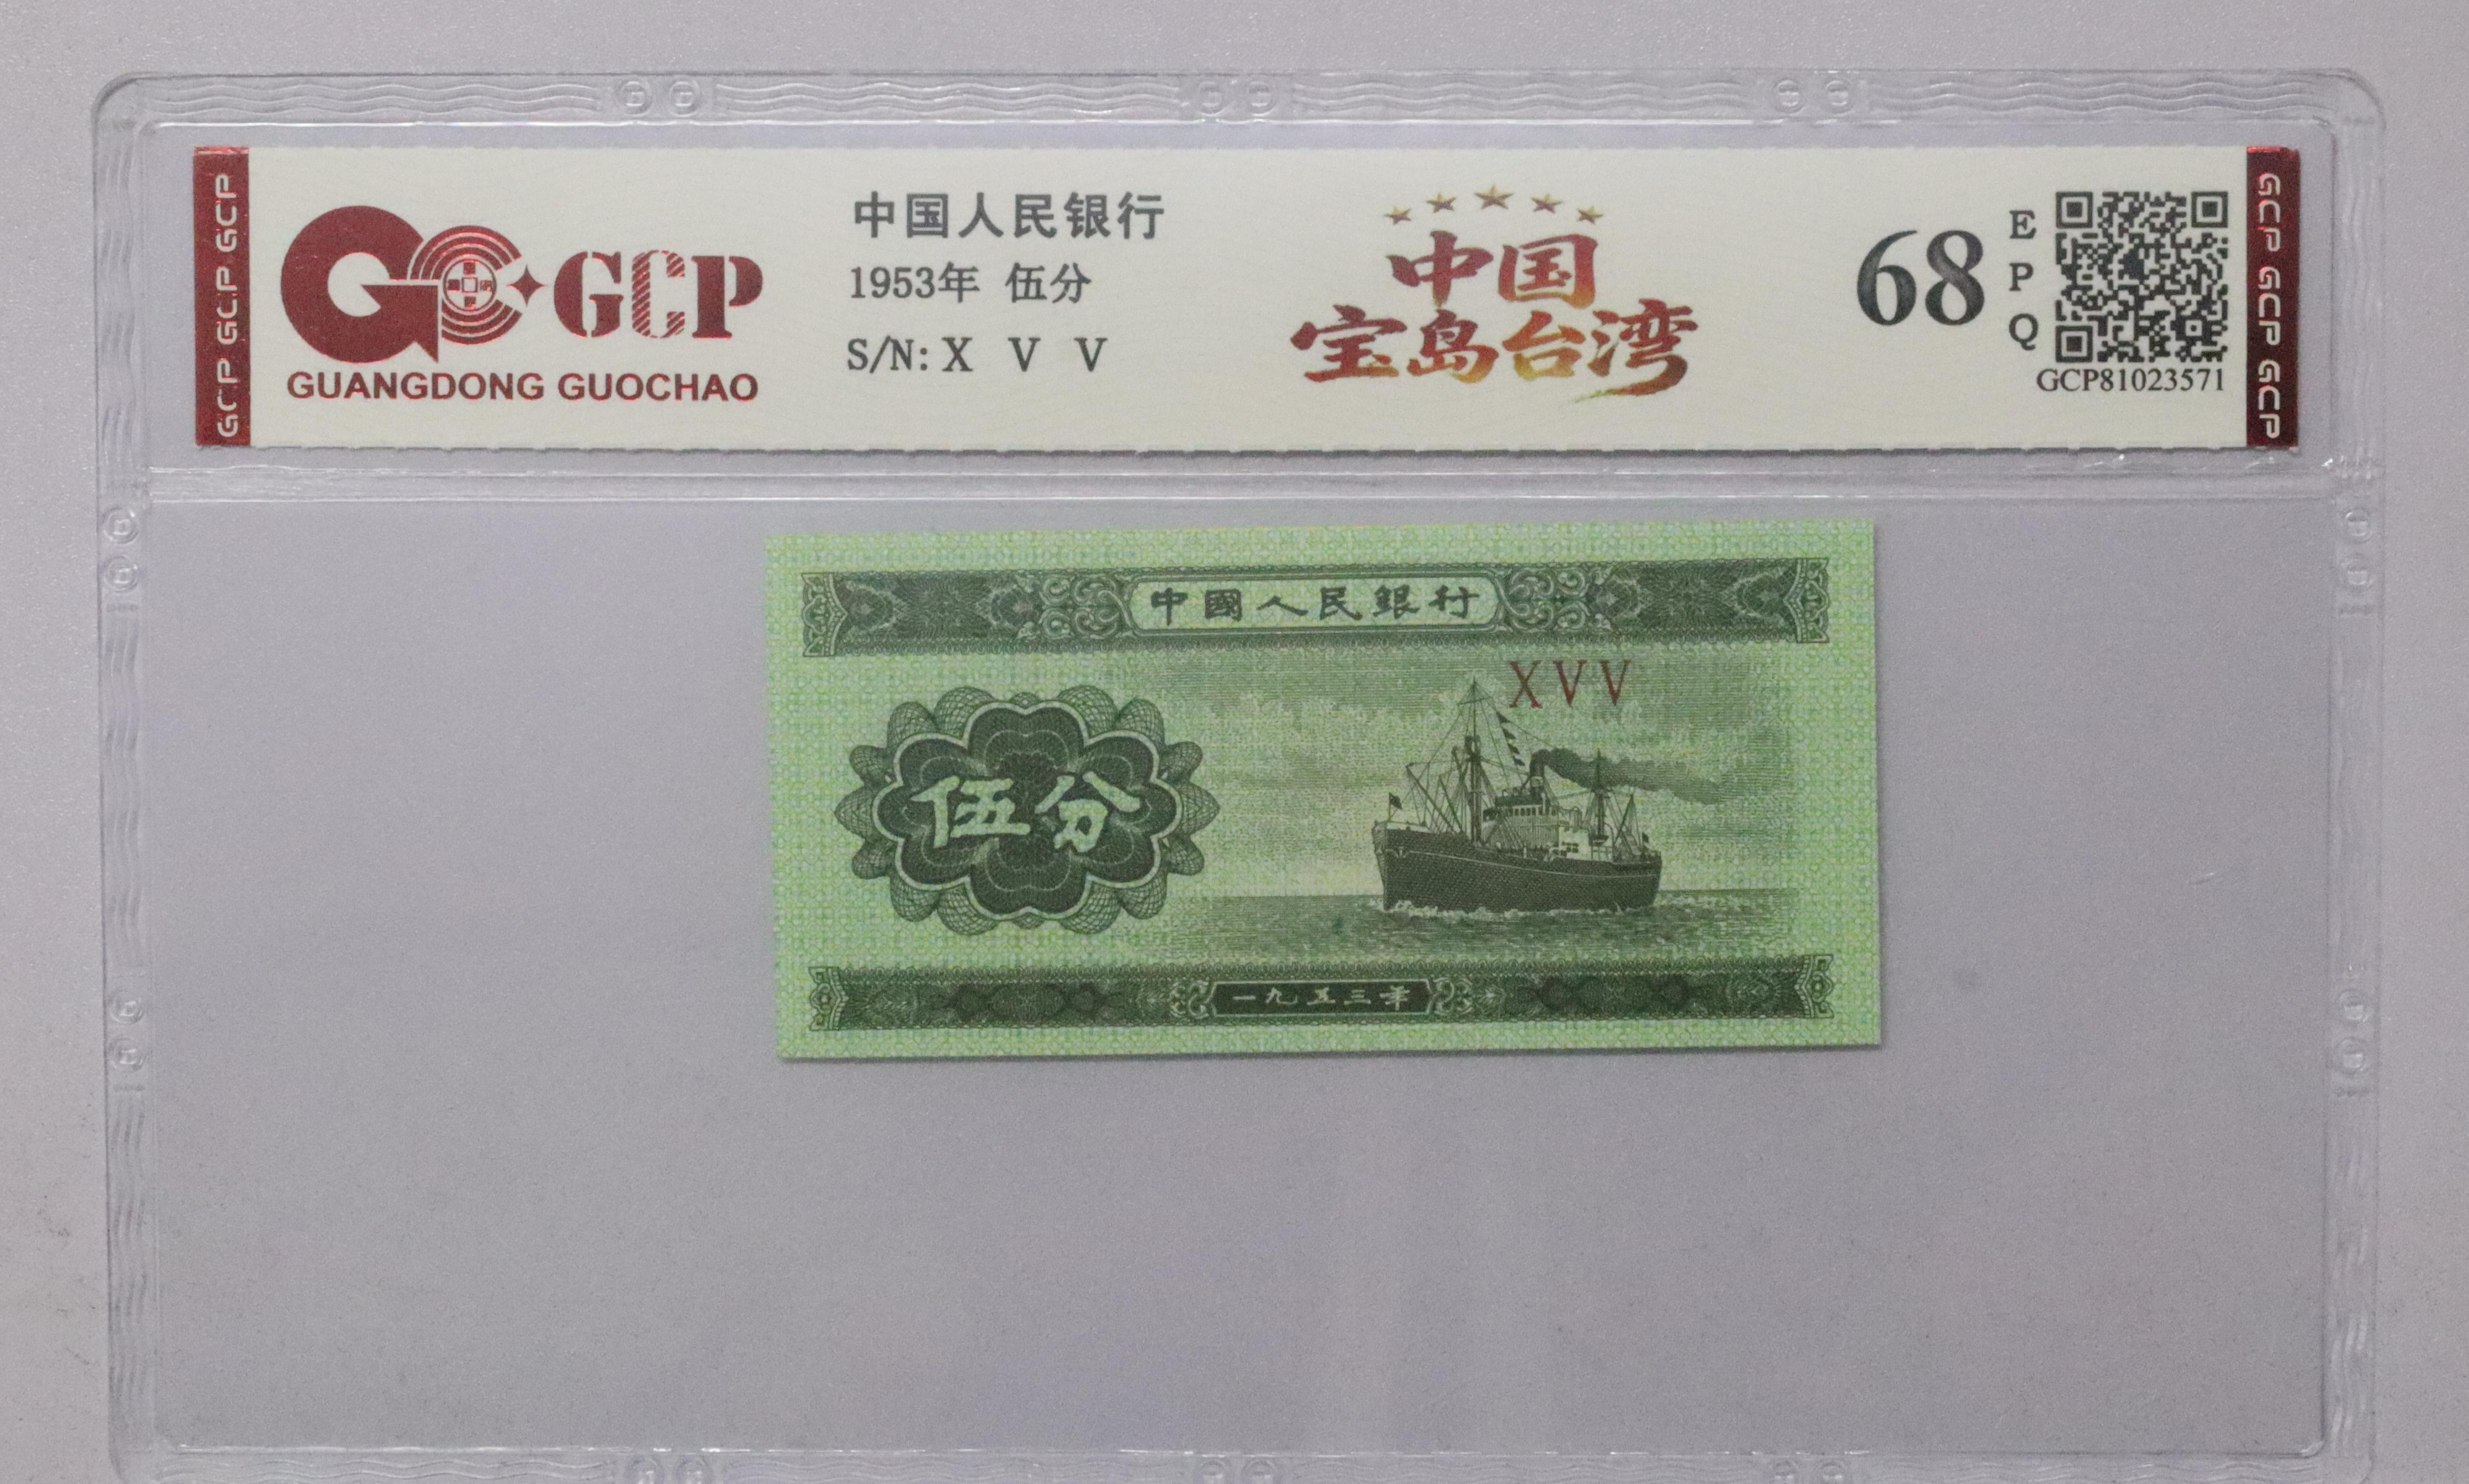 GCP GCP GCP
GCP
GUANGDONG GUOCHAO
中国人民银行
1953年 伍分
S/N: X V V
中国
宝岛台湾
68
E
P
Q
GCP81023571
GCP GCP GCP
中國人民銀行
XVV
伍分
一九五三年